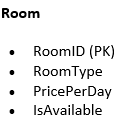 Room
• RoomID (PK)
• RoomType
• PricePerDay
• IsAvailable